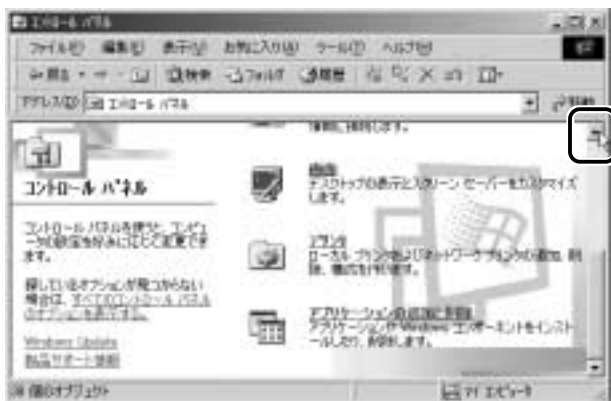 コントロール パネル
ファイル(F) 編集(E) 表示(V) お気に入り(A) ツール(T) ヘルプ(H)
戻る 検索 フォルダ 履歴
アドレス(D) コントロール パネル 移動
コントロール パネル
コントロール パネルを使うと、コンピュ
ータの設定を好みに応じて変更でき
ます。
探しているオプションが見つからない
場合は、すべてのコントロール パネル
のオプションを表示する。
Windows Update
製品サポート情報
画面
デスクトップの表示とスクリーン セーバーをカスタマイズ
します。
プリンタ
ローカル プリンタおよびネットワーク プリンタの追加、削
除、構成を行います。
アプリケーションの追加と削除
アプリケーションや Windows コンポーネントをインスト
ールしたり、削除します。
個のオブジェクト
マイ コンピュータ